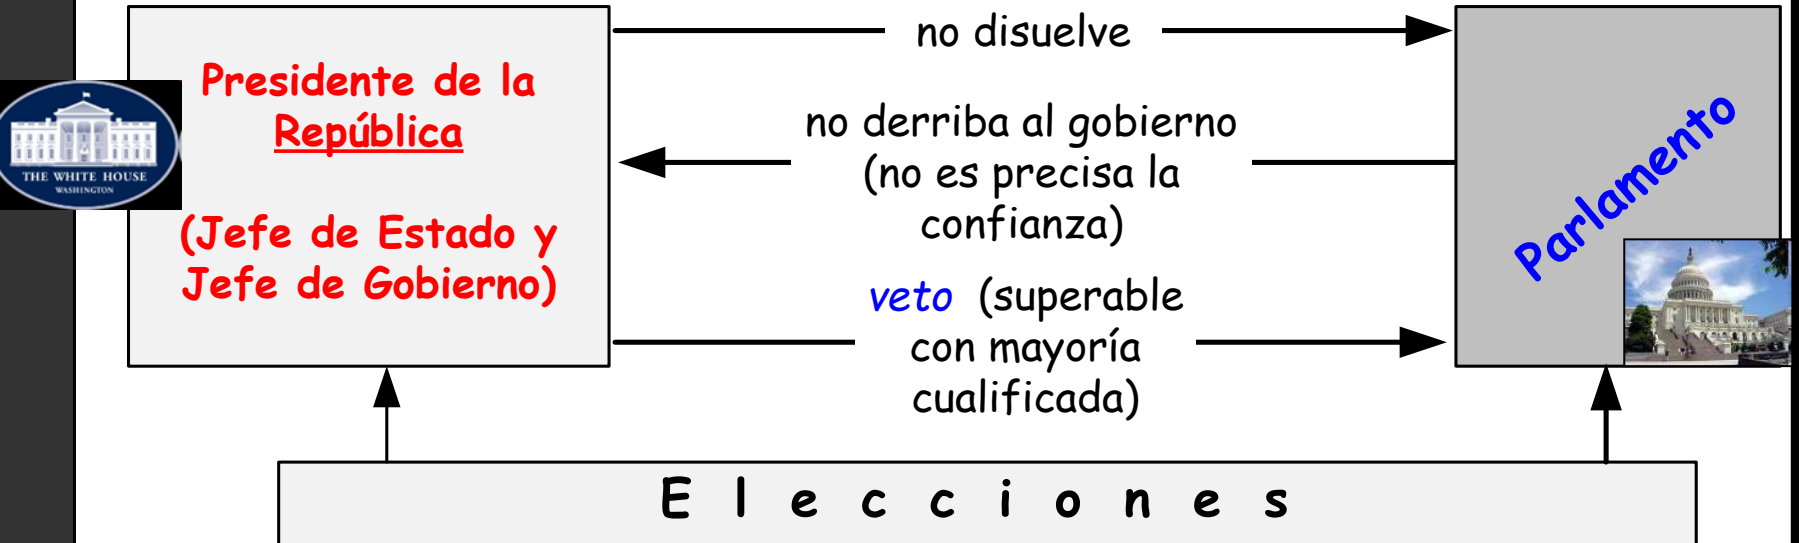 Presidente de la
República
(Jefe de Estado y
Jefe de Gobierno)
THE WHITE HOUSE
WASHINGTON
no disuelve
no derriba al gobierno
(no es precisa la
confianza)
veto (superable
con mayoría
cualificada)
Parlamento
Elecciones